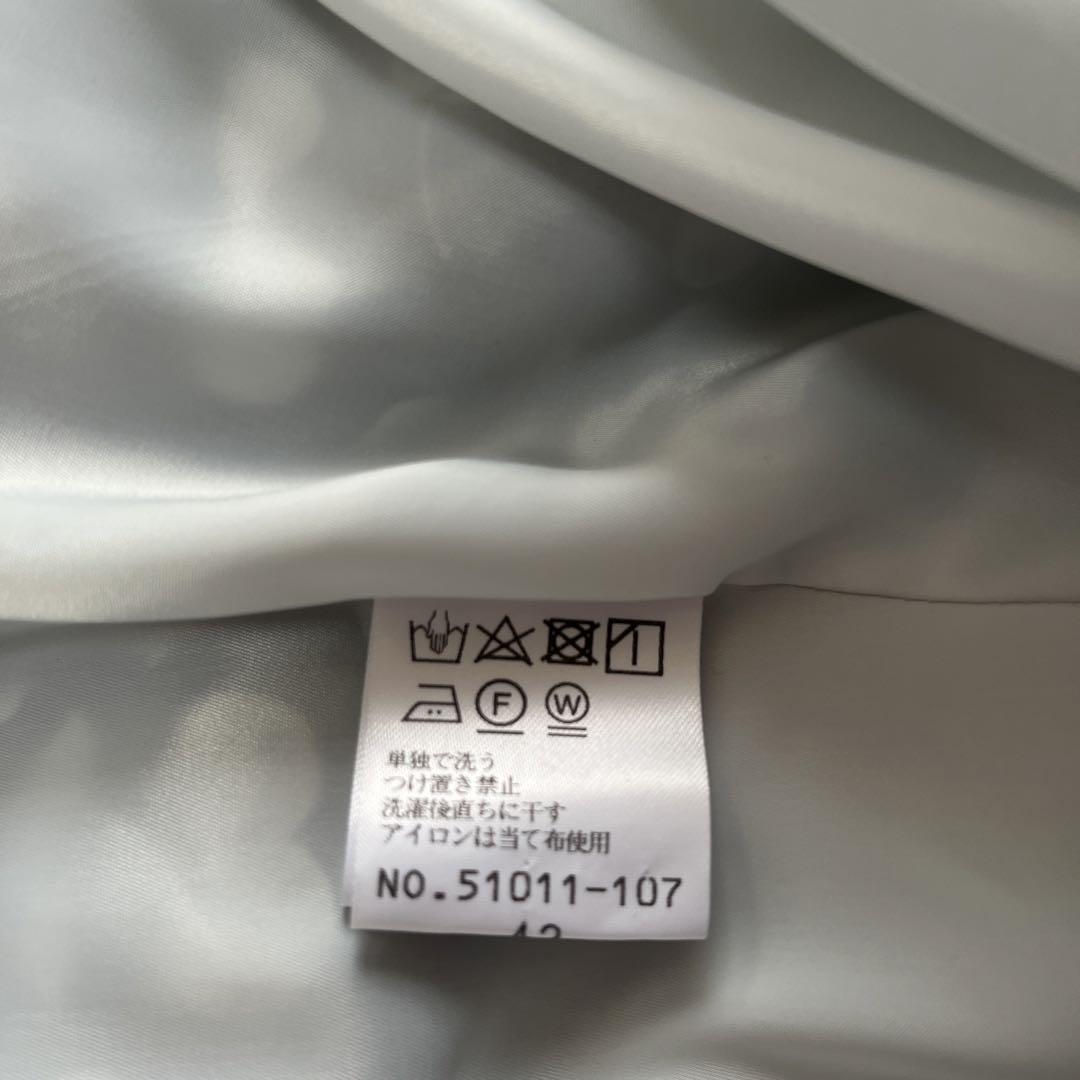 F W
単独で洗う
つけ置き禁止
洗濯後直ちに干す
アイロンは当て布使用
NO.51011-107